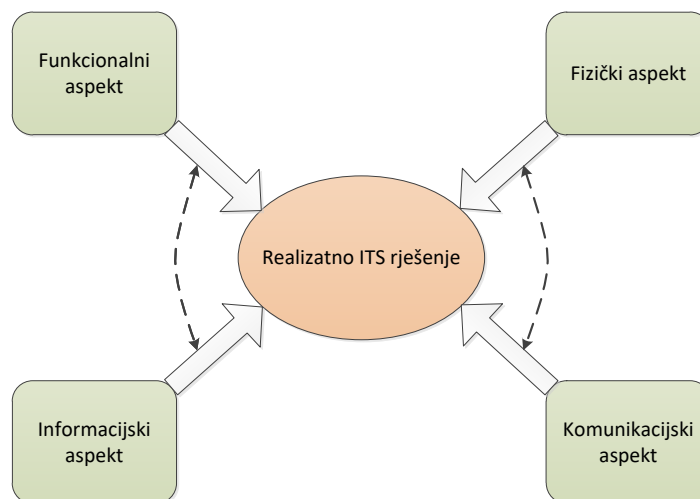 Funkcionalni
aspekt
Fizički aspekt
Realizatno ITS rješenje
Informacijski
aspekt
Komunikacijski
aspekt